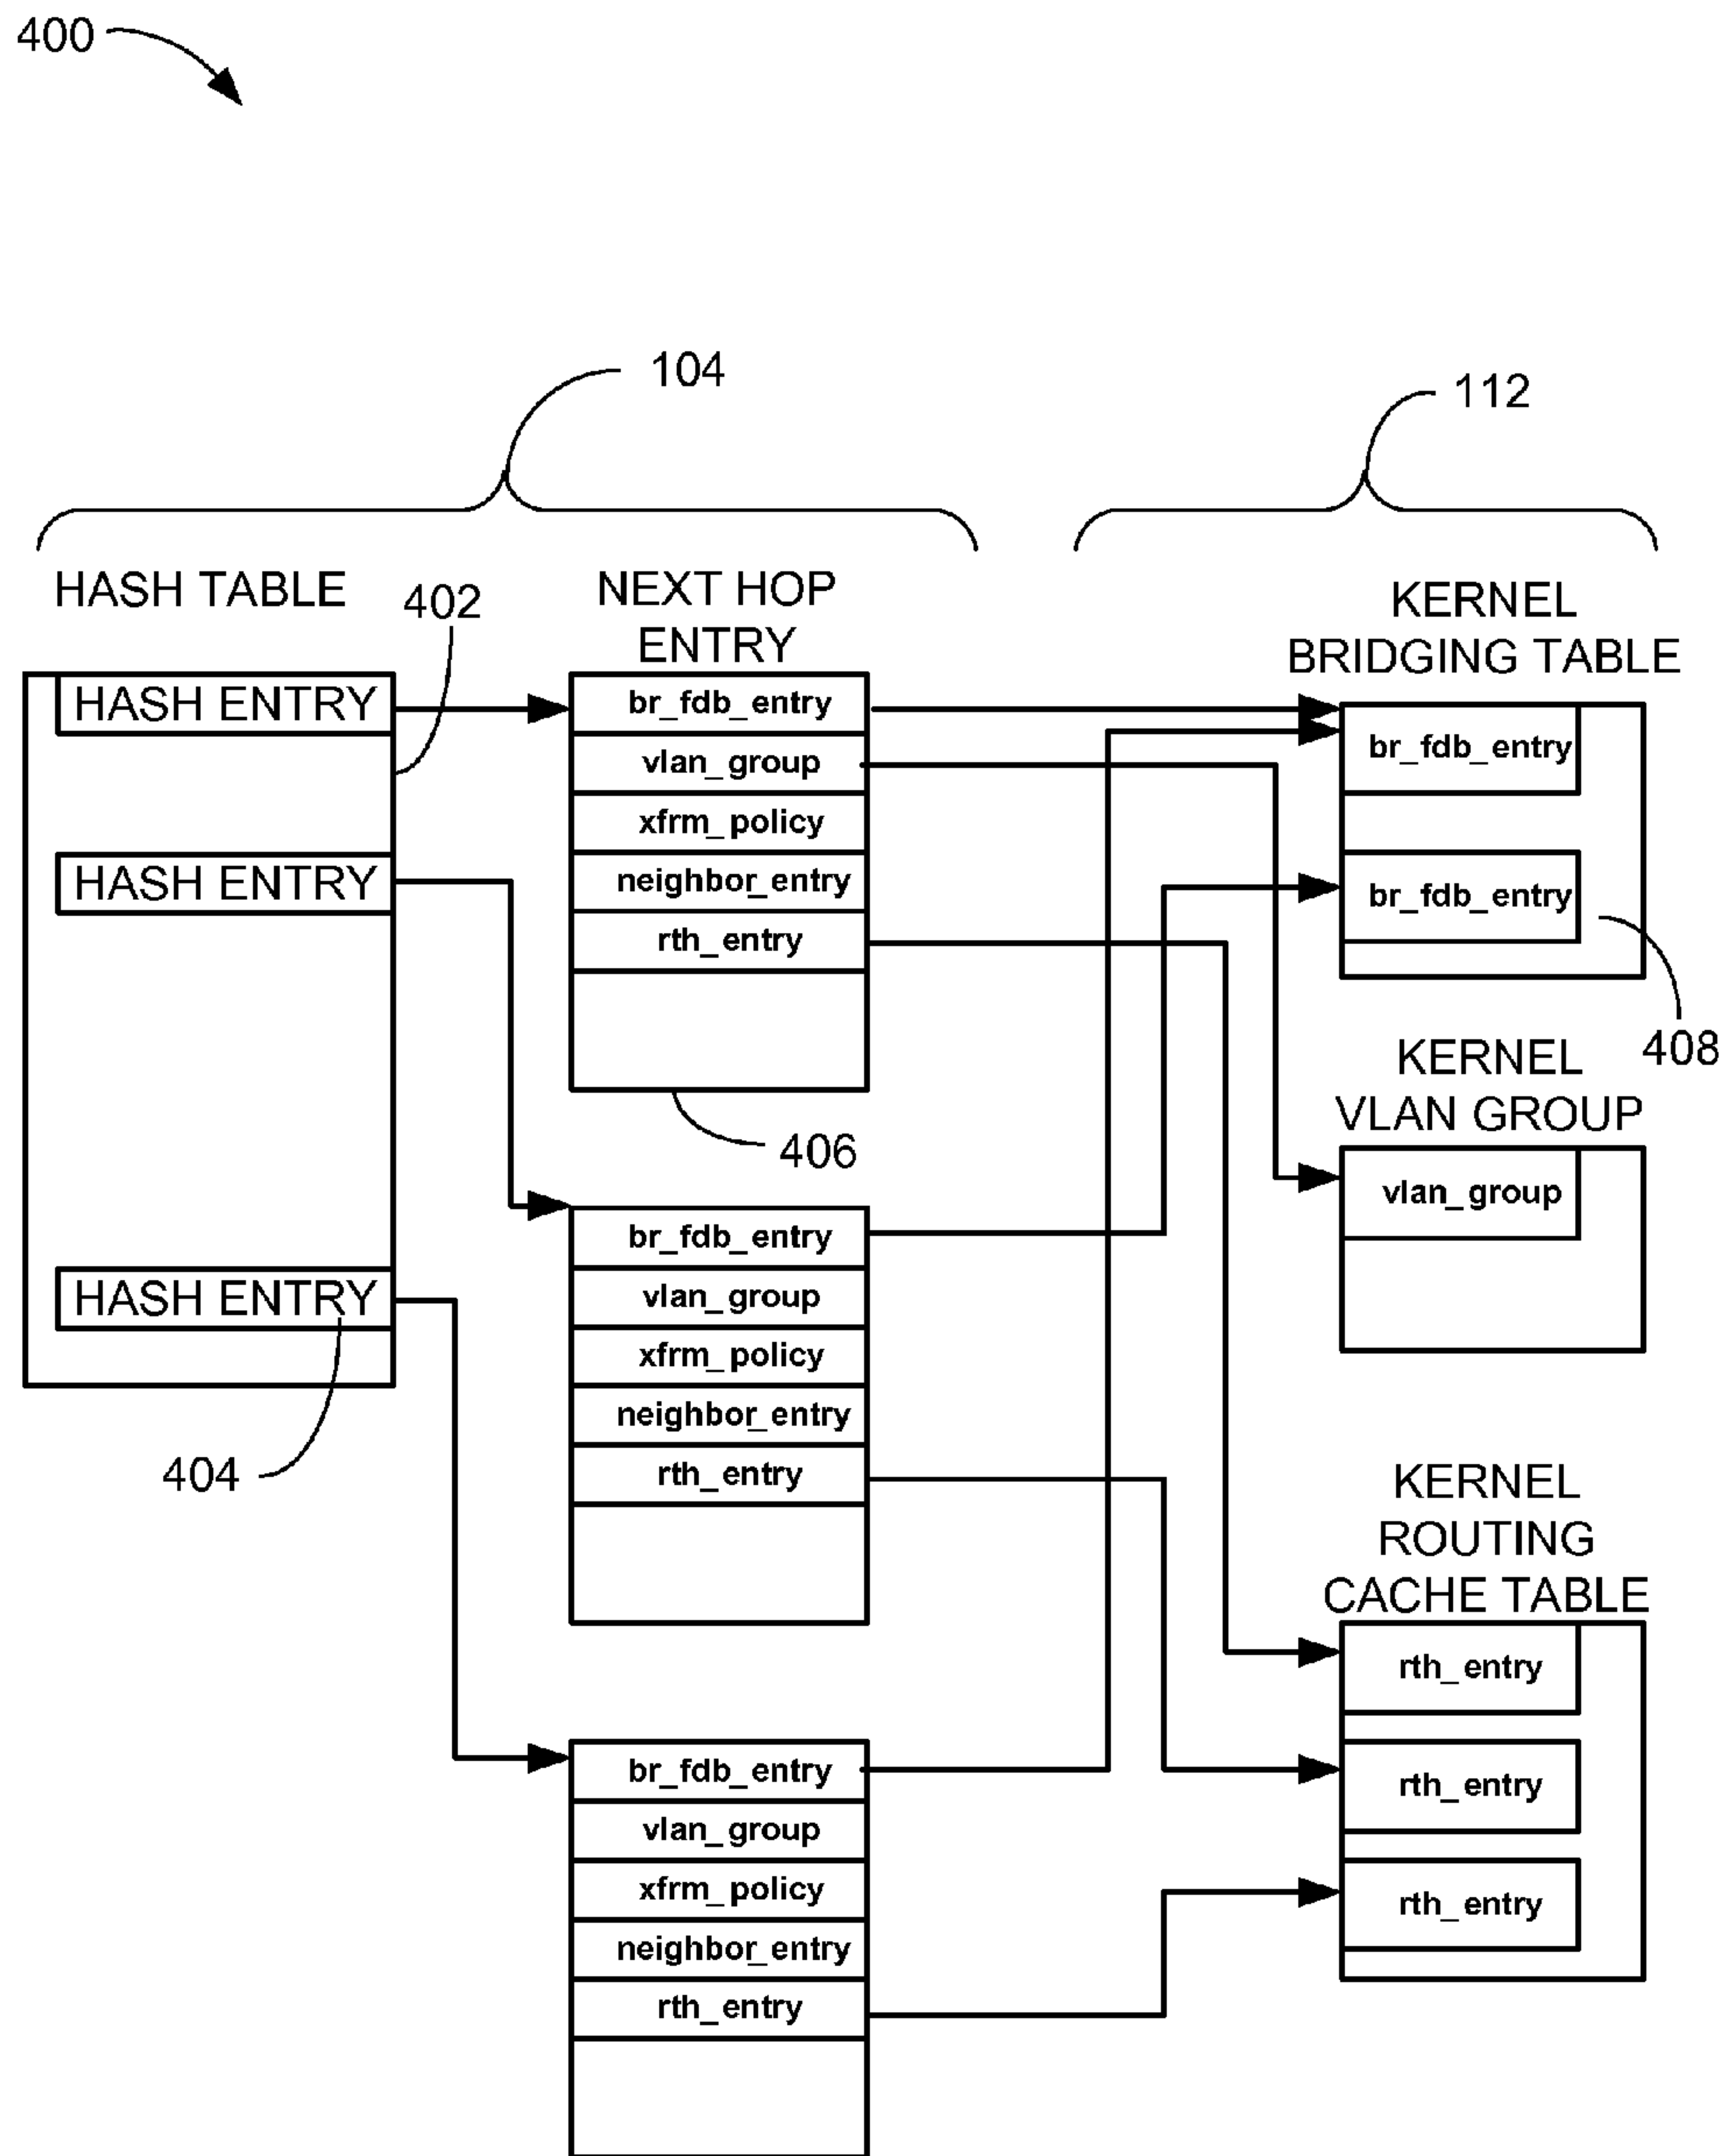 400
104
112
HASH TABLE
402
NEXT HOP
ENTRY
KERNEL
BRIDGING TABLE
HASH ENTRY
HASH ENTRY
HASH ENTRY
404
br_fdb_entry
vlan_group
xfrm_policy
neighbor_entry
rth_entry
406
br_fdb_entry
vlan_group
xfrm_policy
neighbor_entry
rth_entry
br_fdb_entry
vlan_group
xfrm_policy
neighbor_entry
rth_entry
br_fdb_entry
br_fdb_entry
408
KERNEL
VLAN GROUP
vlan_group
KERNEL
ROUTING
CACHE TABLE
rth_entry
rth_entry
rth_entry